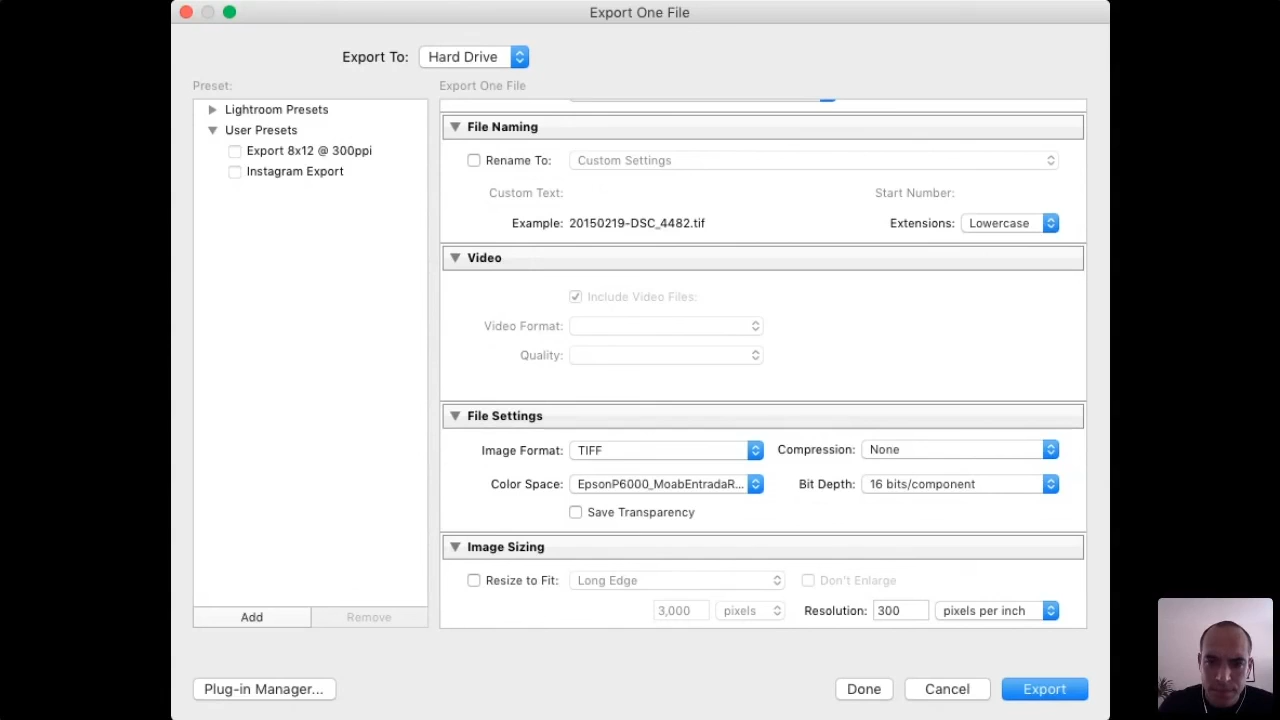 Export One File
Export To: Hard Drive
Preset:
Export One File
Lightroom Presets
User Presets
Export 8x12 @ 300ppi
Instagram Export
Add
Remove
File Naming
Rename To: Custom Settings
Custom Text: Start Number:
Example: 20150219-DSC_4482.tif Extensions: Lowercase
Video
Include Video Files:
Video Format:
Quality:
File Settings
Image Format: TIFF Compression: None
Color Space: EpsonP6000_MoabEntradaR... Bit Depth: 16 bits/component
Save Transparency
Image Sizing
Resize to Fit: Long Edge Don't Enlarge
3,000 pixels Resolution: 300 pixels per inch
Plug-in Manager...
Done
Cancel
Export